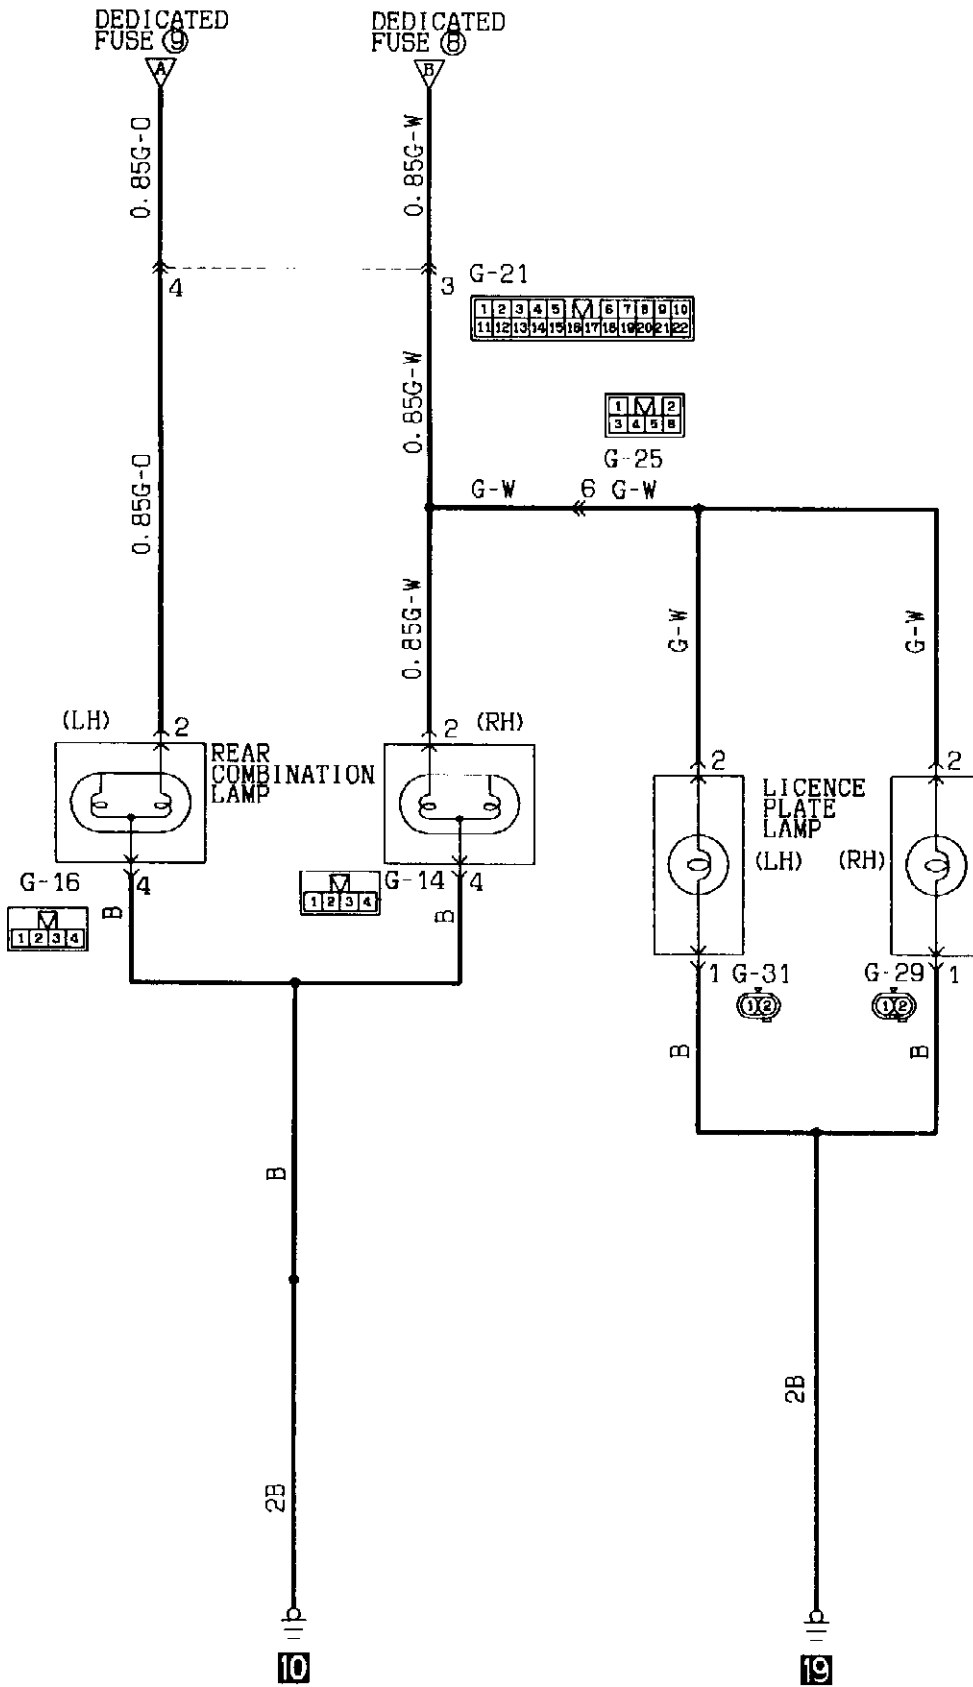 DEDICATED
FUSE ⑨
DEDICATED
FUSE ⑧
A
B
0.85G-O
0.85G-W
4
3
G-21
1 2 3 4 5 6 7 8 9 10
11 12 13 14 15 16 17 18 19 20 21 22
0.85G-O
0.85G-W
1 2
3 4 5 6
G-25
G-W
6
G-W
0.85G-W
G-W
G-W
(LH)
2
REAR
COMBINATION
LAMP
2
(RH)
2
LICENCE
PLATE
LAMP
(LH)
(RH)
2
G-16
4
1 2 3 4
B
G-14
4
1 2 3 4
B
1
G-31
1 2
G-29
1
1 2
B
B
B
2B
2B
10
19